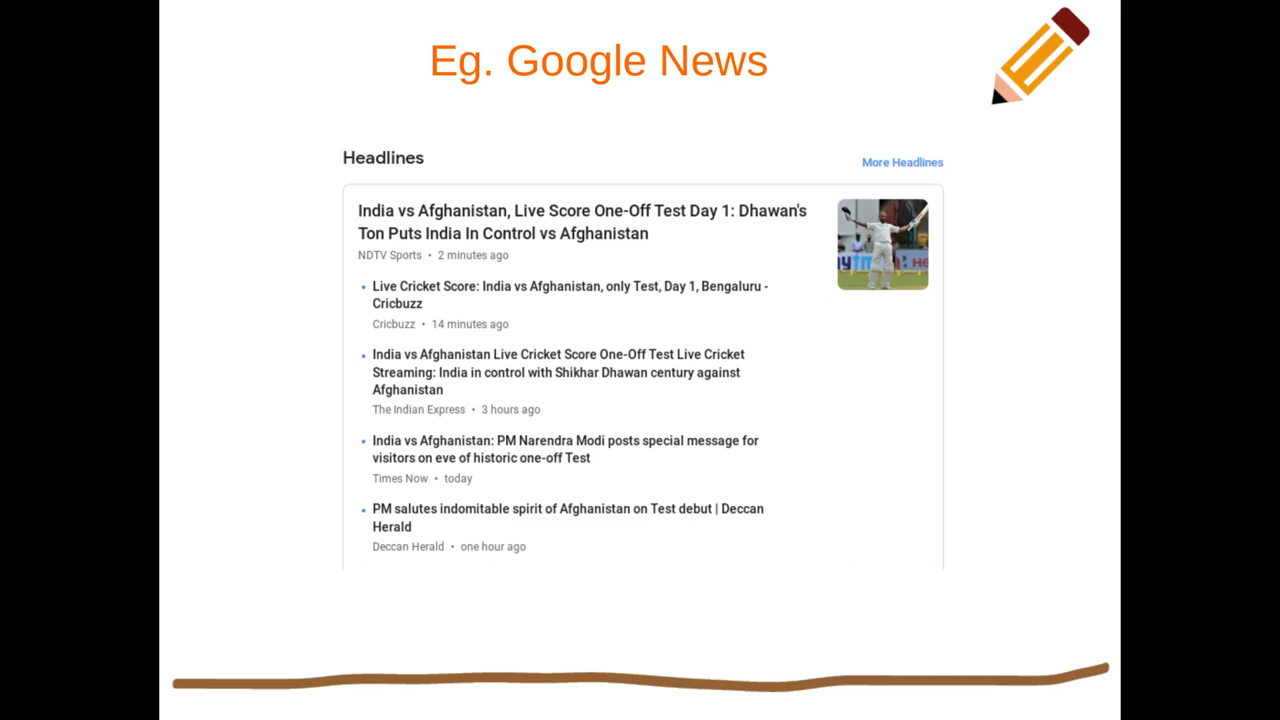 Eg. Google News
Headlines
More Headlines
India vs Afghanistan, Live Score One-Off Test Day 1: Dhawan's
Ton Puts India In Control vs Afghanistan
NDTV Sports • 2 minutes ago
• Live Cricket Score: India vs Afghanistan, only Test, Day 1, Bengaluru -
Cricbuzz
Cricbuzz • 14 minutes ago
• India vs Afghanistan Live Cricket Score One-Off Test Live Cricket
Streaming: India in control with Shikhar Dhawan century against
Afghanistan
The Indian Express • 3 hours ago
• India vs Afghanistan: PM Narendra Modi posts special message for
visitors on eve of historic one-off Test
Times Now • today
• PM salutes indomitable spirit of Afghanistan on Test debut | Deccan
Herald
Deccan Herald • one hour ago